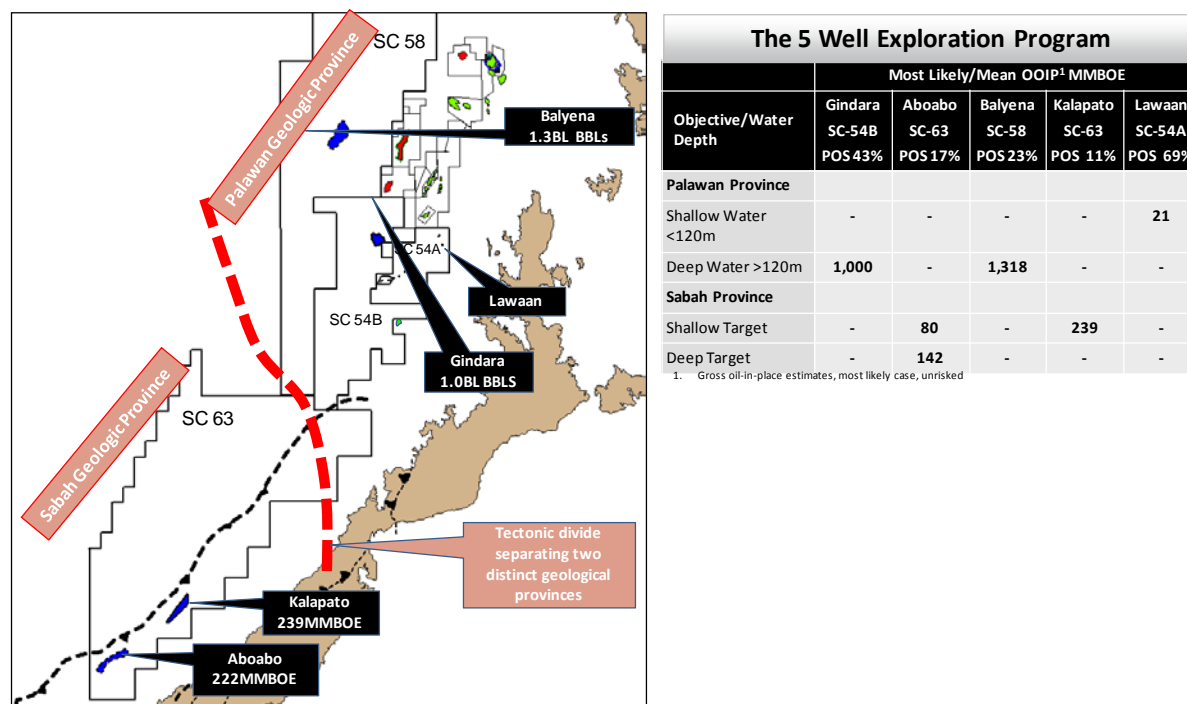 SC 58
Palawan Geologic Province
Balyena
1.3BL BBLs
SC 54A
Lawaan
SC 54B
Gindara
1.0BL BBLS
Sabah Geologic Province
SC 63
Tectonic divide
separating two
distinct geological
provinces
Kalapato
239MMBOE
Aboabo
222MMBOE
The 5 Well Exploration Program
Most Likely/Mean OOIP1 MMBOE
Objective/Water Depth
Gindara SC-54B POS 43%
Aboabo SC-63 POS 17%
Balyena SC-58 POS 23%
Kalapato SC-63 POS 11%
Lawaan SC-54A POS 69%
Palawan Province
Shallow Water <120m - - - - 21
Deep Water >120m 1,000 - 1,318 - -
Sabah Province
Shallow Target - 80 - 239 -
Deep Target - 142 - - -
1. Gross oil-in-place estimates, most likely case, unrisked